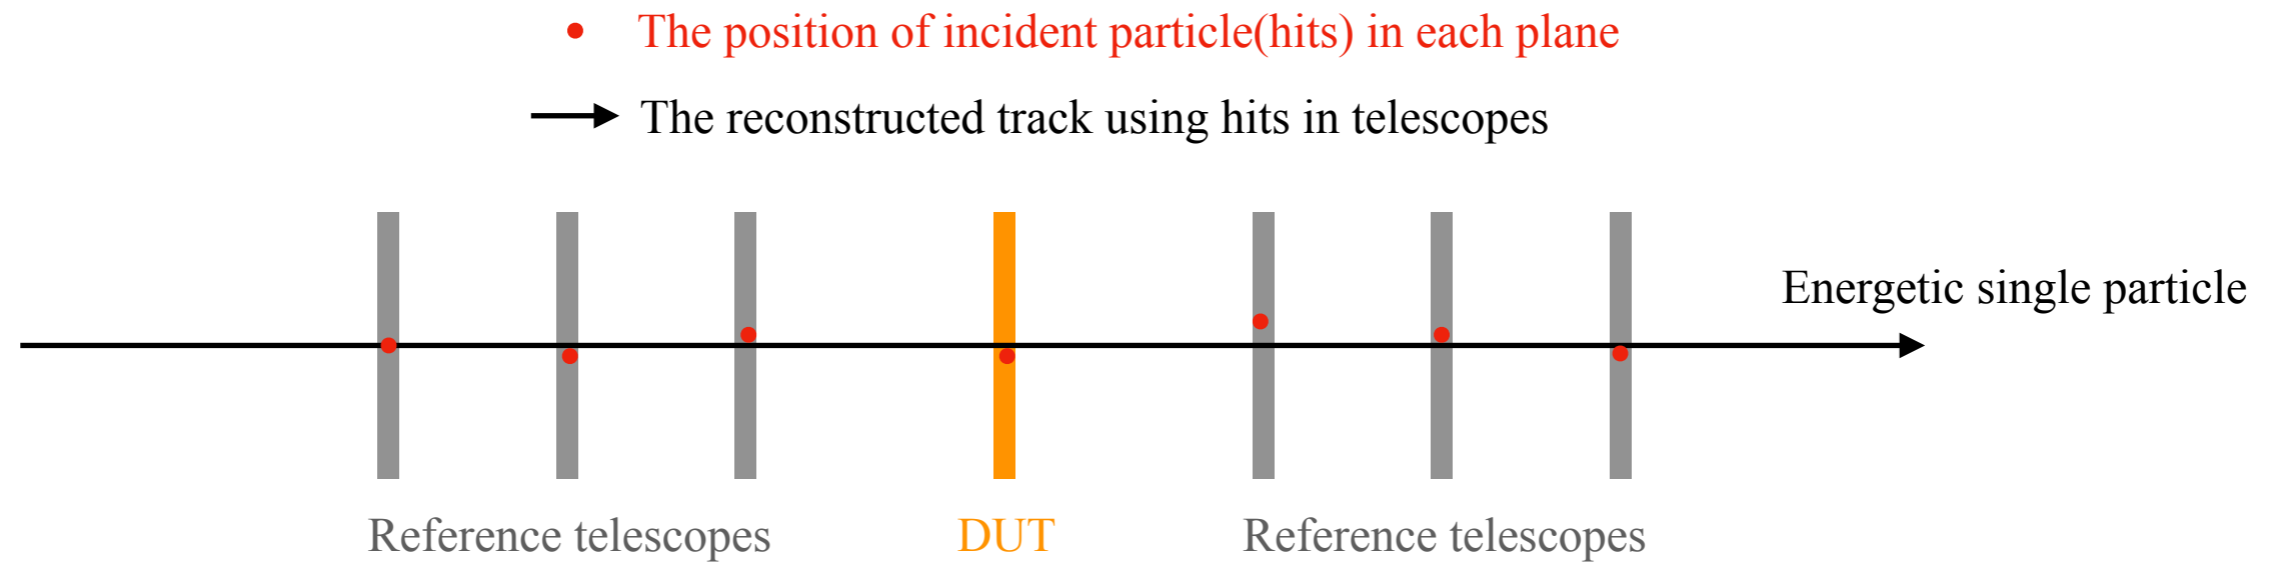 The position of incident particle(hits) in each plane
The reconstructed track using hits in telescopes
Energetic single particle
Reference telescopes
DUT
Reference telescopes